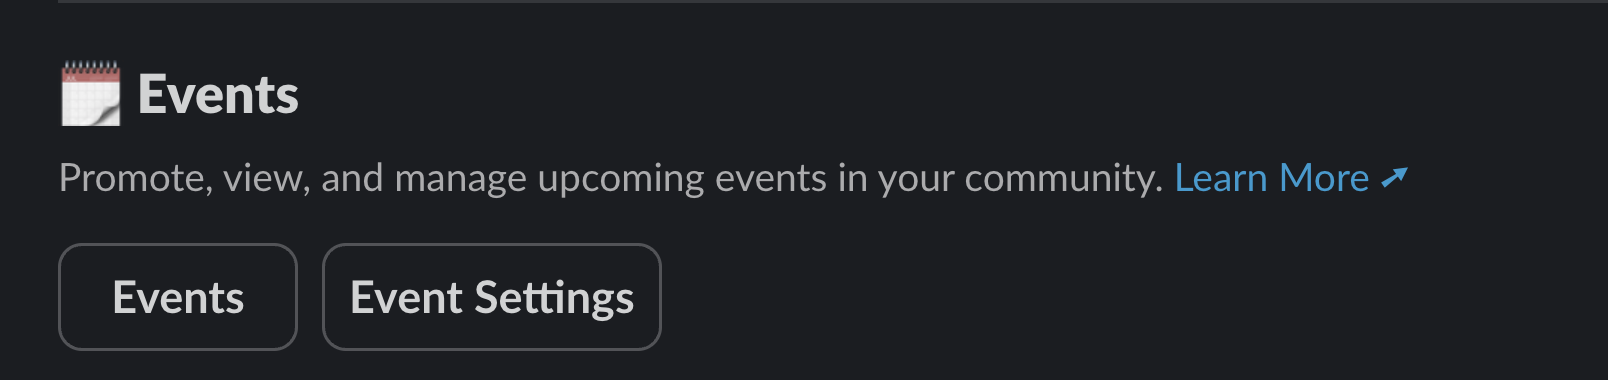 Events
Promote, view, and manage upcoming events in your community. Learn More
Events
Event Settings